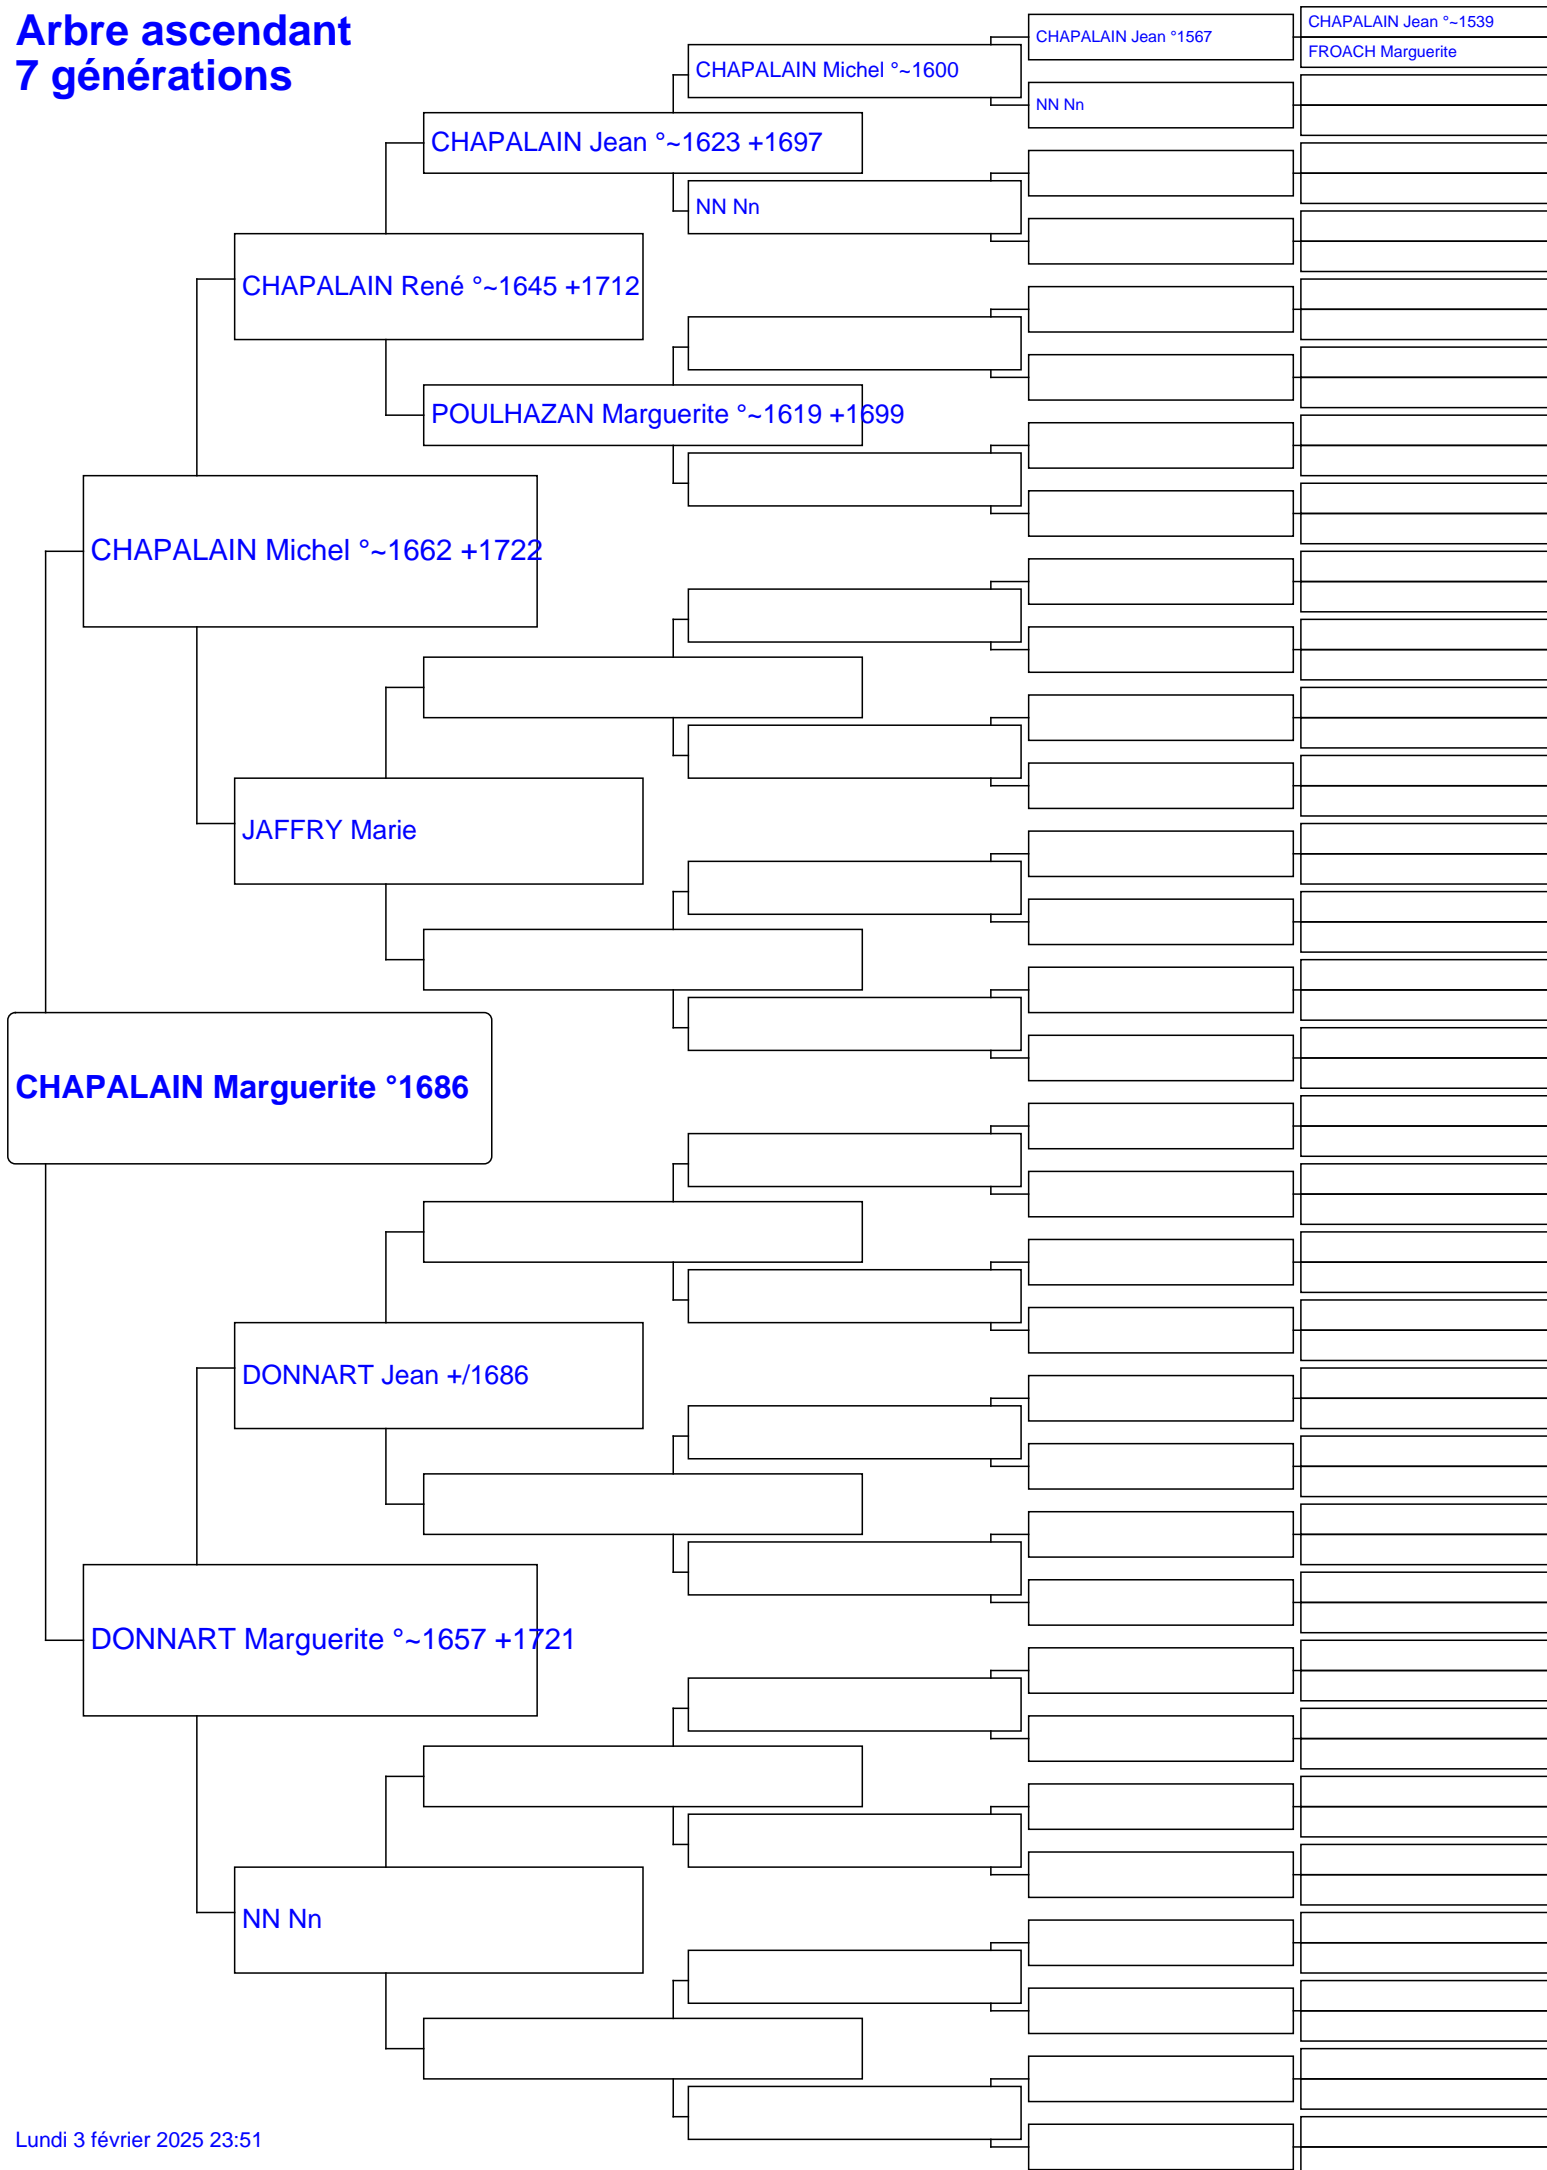 Arbre ascendant
7 générations
CHAPALAIN Jean °~1539
CHAPALAIN Jean °1567
FROACH Marguerite
CHAPALAIN Michel °~1600
NN Nn
CHAPALAIN Jean °~1623 +1697
NN Nn
CHAPALAIN René °~1645 +1712
POULHAZAN Marguerite °~1619 +1699
CHAPALAIN Michel °~1662 +1722
JAFFRY Marie
CHAPALAIN Marguerite °1686
DONNART Jean +/1686
DONNART Marguerite °~1657 +1721
NN Nn
Lundi 3 février 2025 23:51